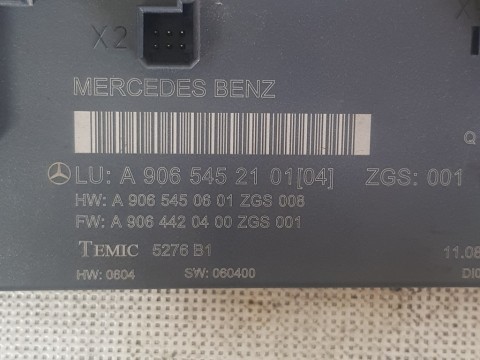 X2
MERCEDES BENZ
Q
LU: A 906 545 21 01[04] ZGS: 001
HW: A 906 545 06 01 ZGS 008
FW: A 906 442 04 00 ZGS 001
TEMIC 5276 B1 11.06
HW: 0604 SW: 060400